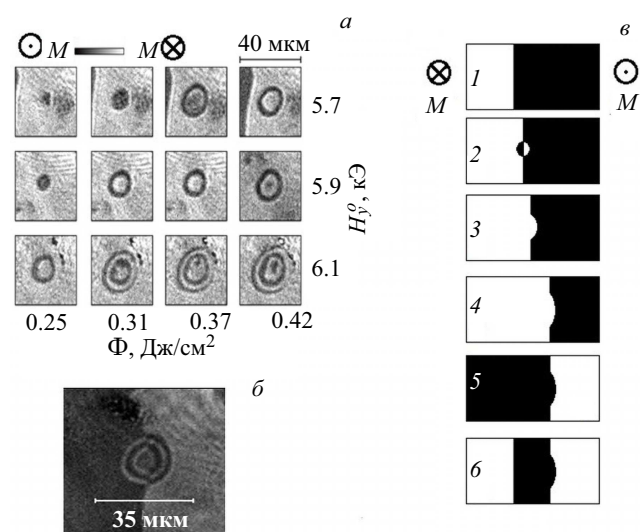 а
M M
40 мкм
5.7
5.9
6.1
H_y^o, кЭ
0.25 0.31 0.37 0.42
Ф, Дж/см²
б
35 мкм
в
M M
1
2
3
4
5
6